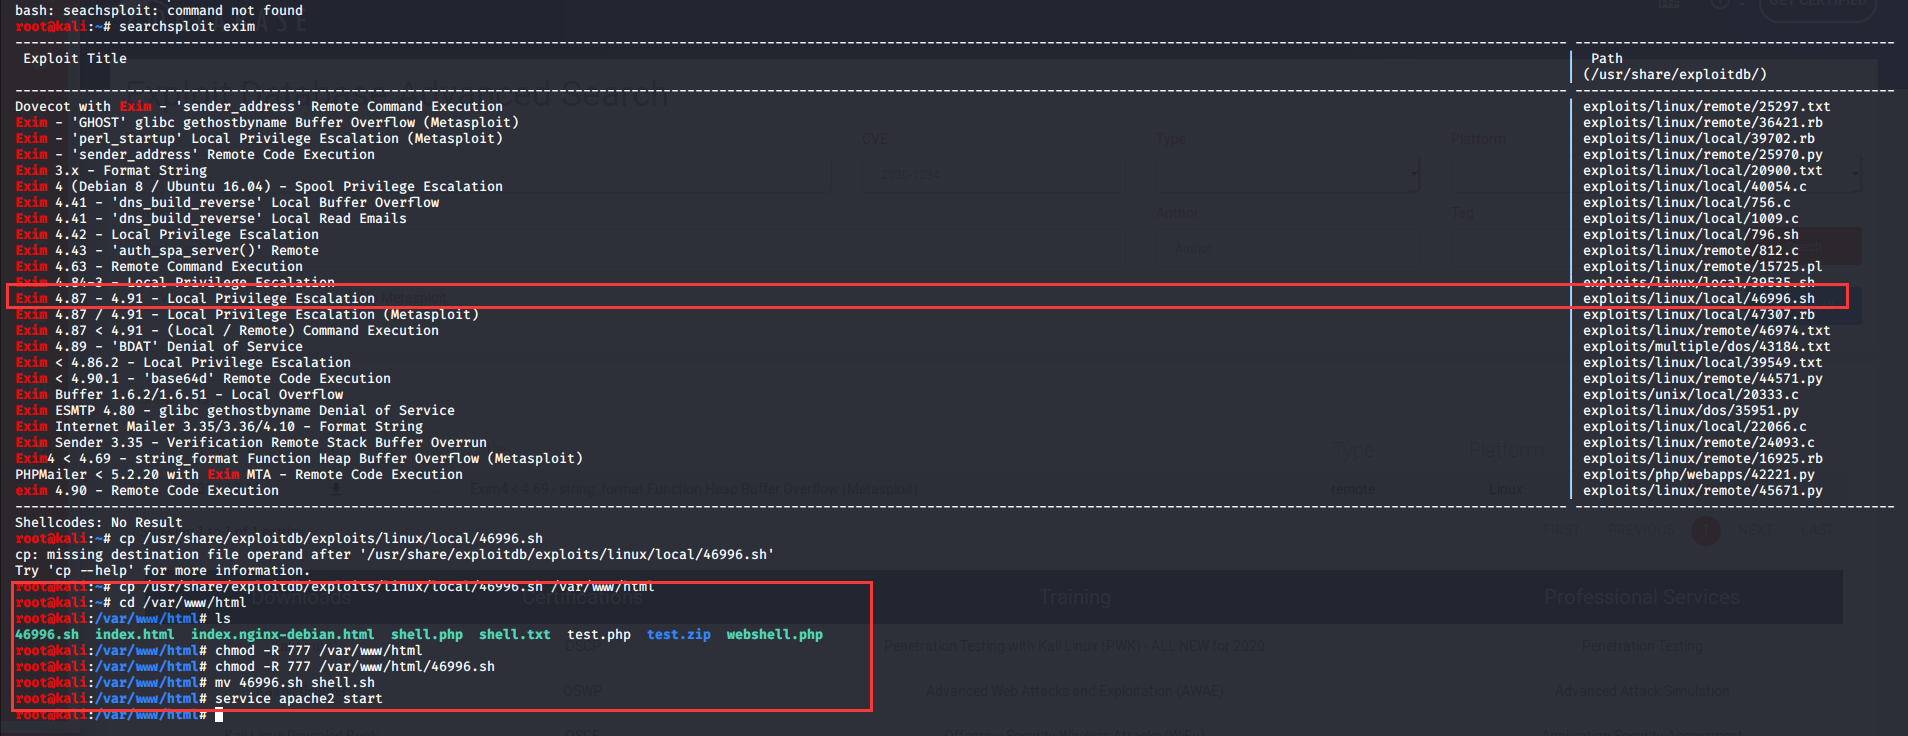 bash: seachsploit: command not found
root@kali:~# searchsploit exim
Exploit Title | Path
| (/usr/share/exploitdb/)
Dovecot with Exim - 'sender_address' Remote Command Execution | exploits/linux/remote/25297.txt
Exim - 'GHOST' glibc gethostbyname Buffer Overflow (Metasploit) | exploits/linux/remote/36421.rb
Exim - 'perl_startup' Local Privilege Escalation (Metasploit) | exploits/linux/local/39702.rb
Exim - 'sender_address' Remote Code Execution | exploits/linux/remote/25970.py
Exim 3.x - Format String | exploits/linux/local/20900.txt
Exim 4 (Debian 8 / Ubuntu 16.04) - Spool Privilege Escalation | exploits/linux/local/40054.c
Exim 4.41 - 'dns_build_reverse' Local Buffer Overflow | exploits/linux/local/756.c
Exim 4.41 - 'dns_build_reverse' Local Read Emails | exploits/linux/local/1009.c
Exim 4.42 - Local Privilege Escalation | exploits/linux/local/796.sh
Exim 4.43 - 'auth_spa_server()' Remote | exploits/linux/remote/812.c
Exim 4.63 - Remote Command Execution | exploits/linux/remote/15725.pl
Exim 4.84-3 - Local Privilege Escalation | exploits/linux/local/39535.sh
Exim 4.87 - 4.91 - Local Privilege Escalation | exploits/linux/local/46996.sh
Exim 4.87 / 4.91 - Local Privilege Escalation (Metasploit) | exploits/linux/local/47307.rb
Exim 4.87 < 4.91 - (Local / Remote) Command Execution | exploits/linux/remote/46974.txt
Exim 4.89 - 'BDAT' Denial of Service | exploits/multiple/dos/43184.txt
Exim < 4.86.2 - Local Privilege Escalation | exploits/linux/local/39549.txt
Exim < 4.90.1 - 'base64d' Remote Code Execution | exploits/linux/remote/44571.py
Exim Buffer 1.6.2/1.6.51 - Local Overflow | exploits/unix/local/20333.c
Exim ESMTP 4.80 - glibc gethostbyname Denial of Service | exploits/linux/dos/35951.py
Exim Internet Mailer 3.35/3.36/4.10 - Format String | exploits/linux/local/22066.c
Exim Sender 3.35 - Verification Remote Stack Buffer Overrun | exploits/linux/remote/24093.c
Exim4 < 4.69 - string_format Function Heap Buffer Overflow (Metasploit) | exploits/linux/remote/16925.rb
PHPMailer < 5.2.20 with Exim MTA - Remote Code Execution | exploits/php/webapps/42221.py
exim 4.90 - Remote Code Execution | exploits/linux/remote/45671.py
Shellcodes: No Result
root@kali:~# cp /usr/share/exploitdb/exploits/linux/local/46996.sh
cp: missing destination file operand after '/usr/share/exploitdb/exploits/linux/local/46996.sh'
Try 'cp --help' for more information.
root@kali:~# cp /usr/share/exploitdb/exploits/linux/local/46996.sh /var/www/html
root@kali:~# cd /var/www/html
root@kali:/var/www/html# ls
46996.sh index.html index.nginx-debian.html shell.php shell.txt test.php test.zip webshell.php
root@kali:/var/www/html# chmod -R 777 /var/www/html
root@kali:/var/www/html# chmod -R 777 /var/www/html/46996.sh
root@kali:/var/www/html# mv 46996.sh shell.sh
root@kali:/var/www/html# service apache2 start
root@kali:/var/www/html#